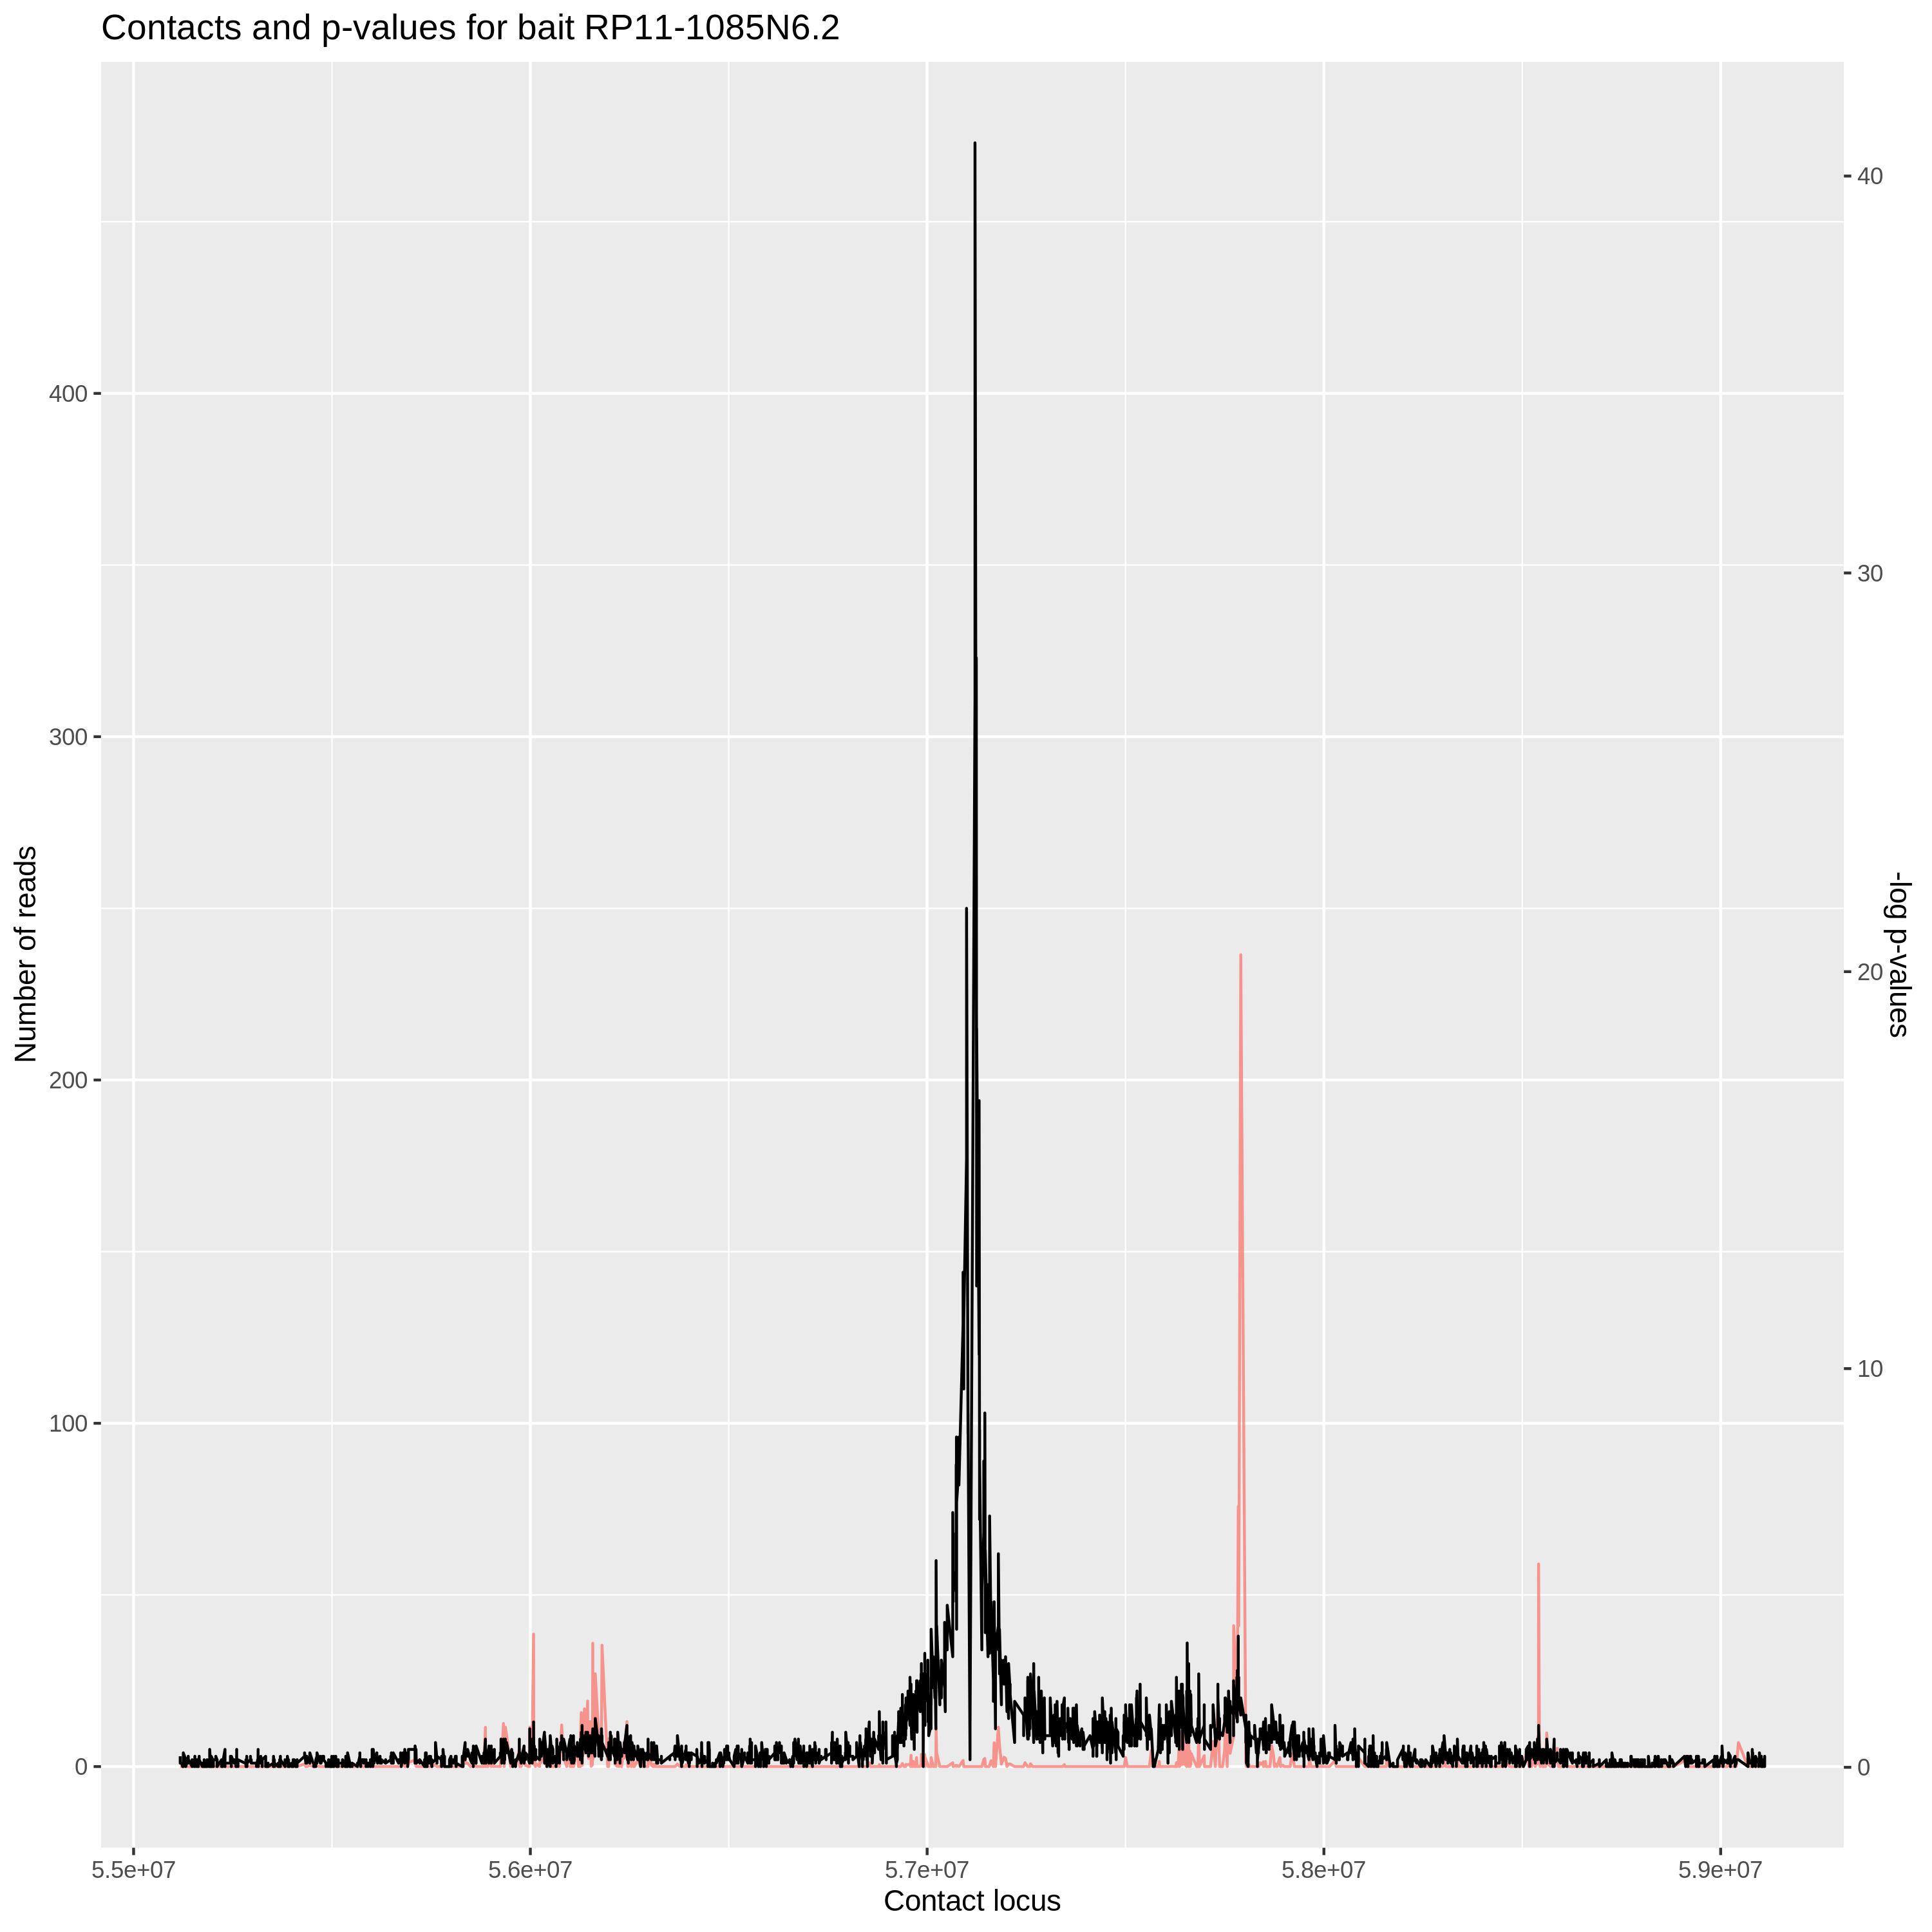 Contacts and p-values for bait RP11-1085N6.2
Number of reads
400
300
200
100
0
40
30
20
10
0
-log p-values
5.5e+07
5.6e+07
5.7e+07
5.8e+07
5.9e+07
Contact locus